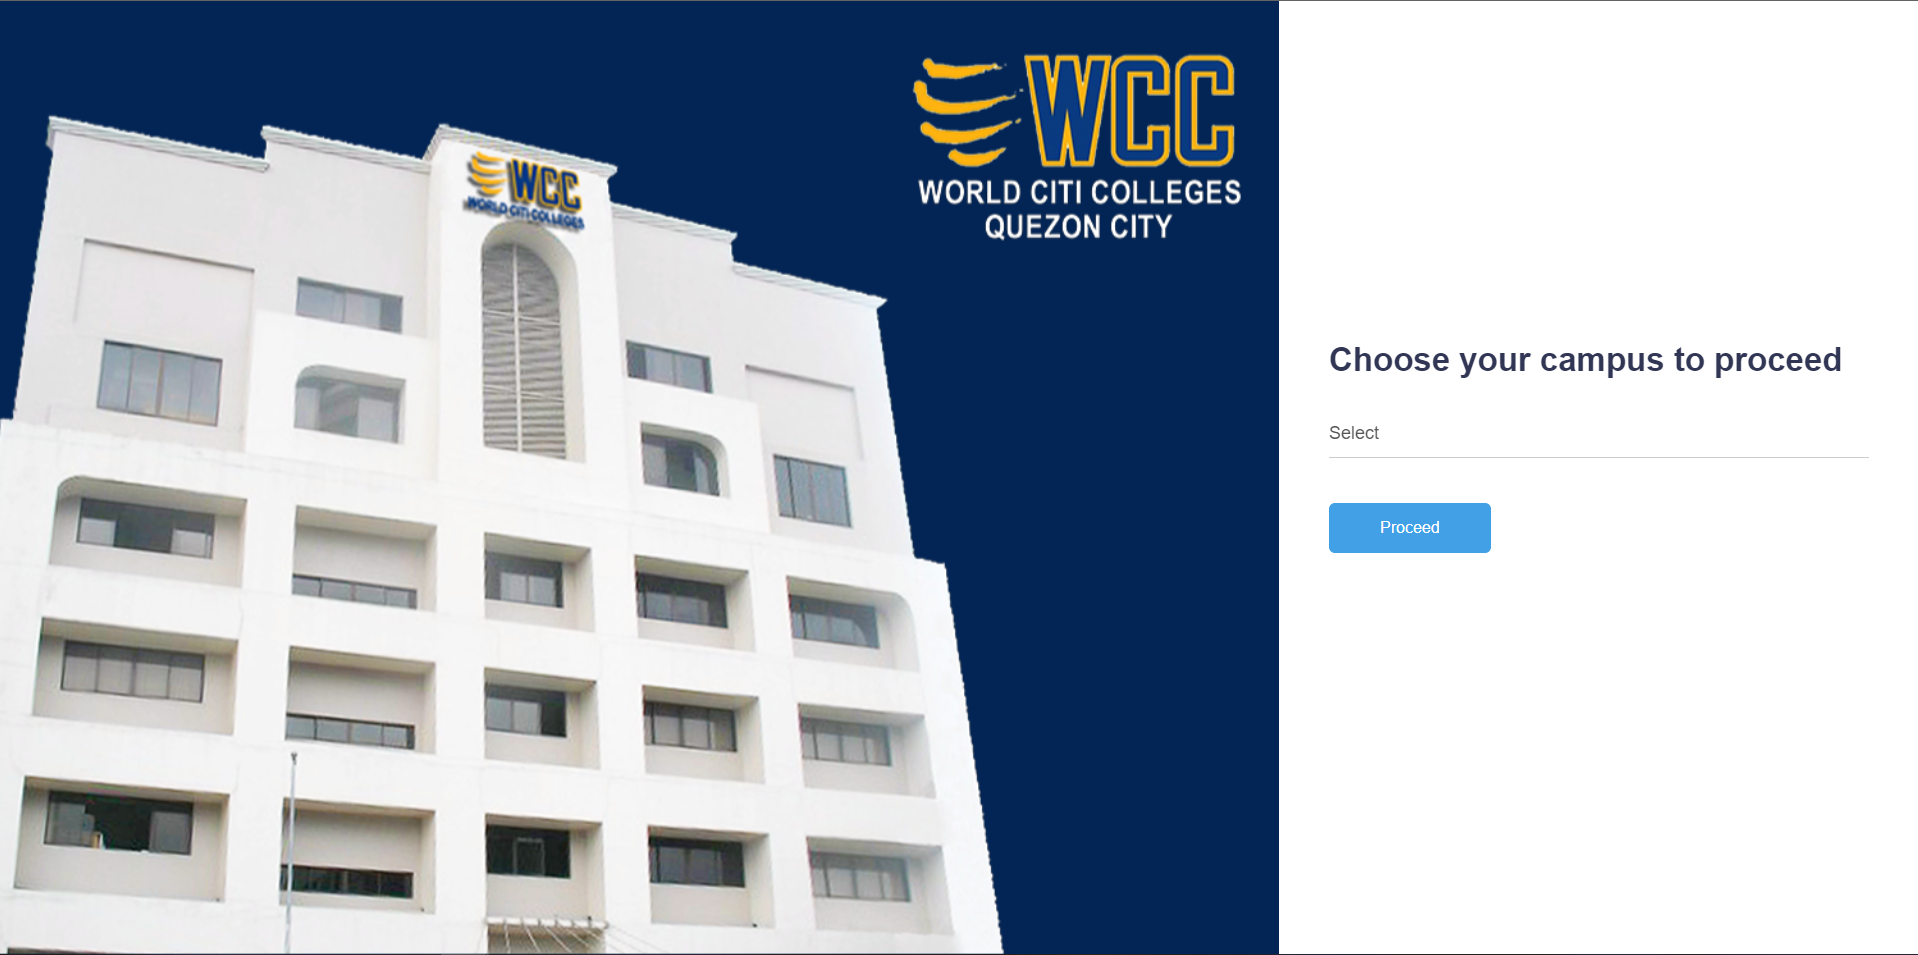 WCC
WORLD CITI COLLEGES
WCC
WORLD CITI COLLEGES
QUEZON CITY
Choose your campus to proceed
Select
Proceed